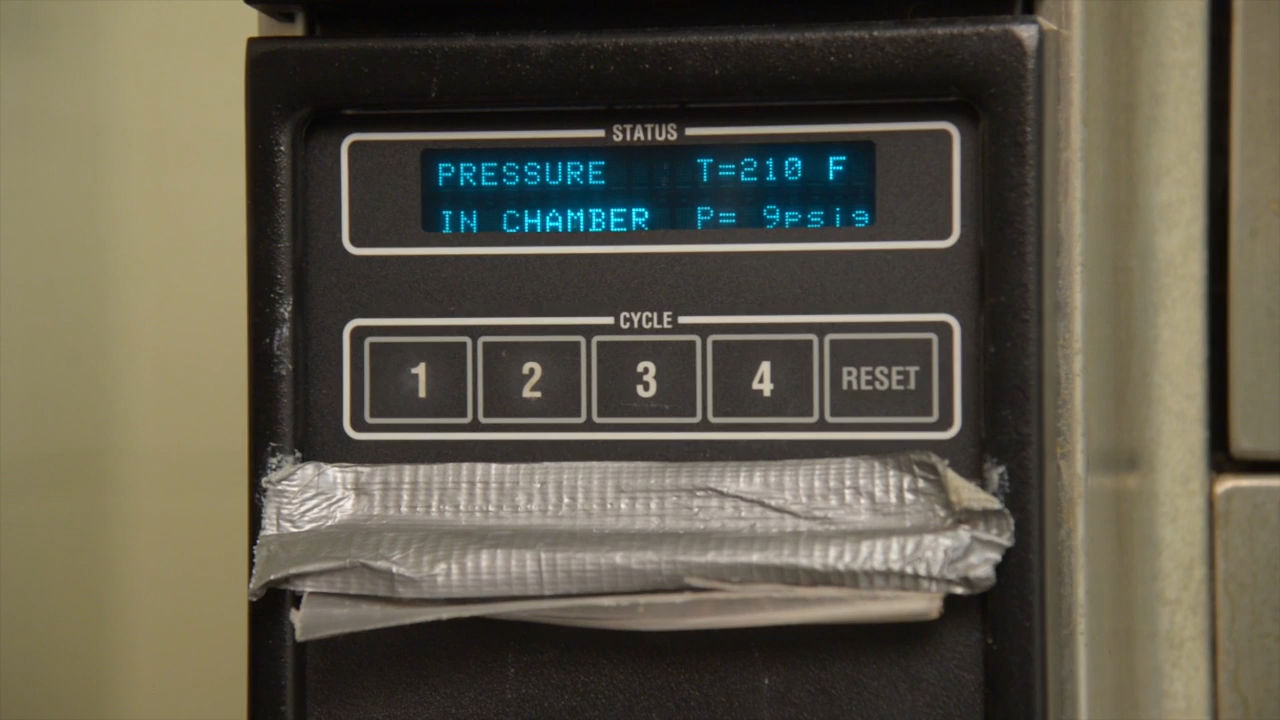 STATUS
PRESSURE T=210 F
IN CHAMBER P= 9psig
CYCLE
1 2 3 4 RESET